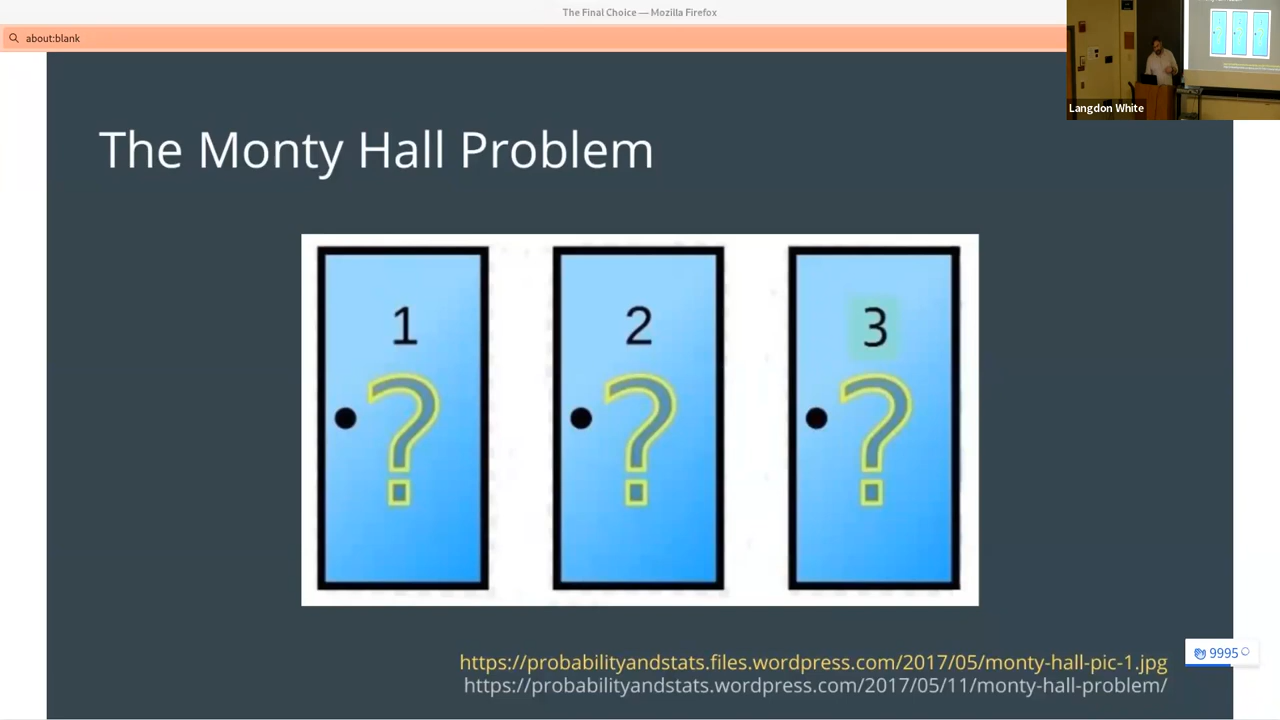 The Final Choice — Mozilla Firefox
about:blank
Langdon White
The Monty Hall Problem
1 2 3
? ? ?
https://probabilityandstats.files.wordpress.com/2017/05/monty-hall-pic-1.jpg
https://probabilityandstats.wordpress.com/2017/05/11/monty-hall-problem/
9995